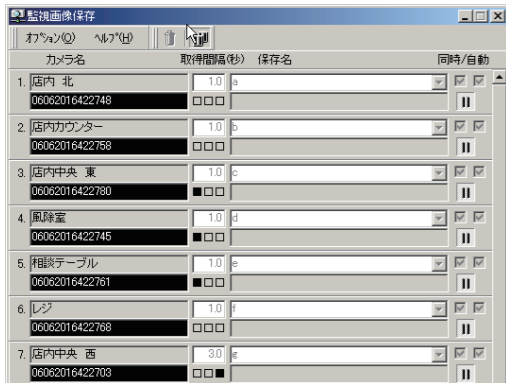 監視画像保存
オプション(O) ヘルプ(H)
カメラ名 取得間隔(秒) 保存名 同時/自動
1. 店内 北 1.0 a
06062016422748
2. 店内カウンター 1.0 b
06062016422758
3. 店内中央 東 1.0 c
06062016422780
4. 風除室 1.0 d
06062016422745
5. 相談テーブル 1.0 e
06062016422761
6. レジ 1.0 f
06062016422768
7. 店内中央 西 3.0 g
06062016422703